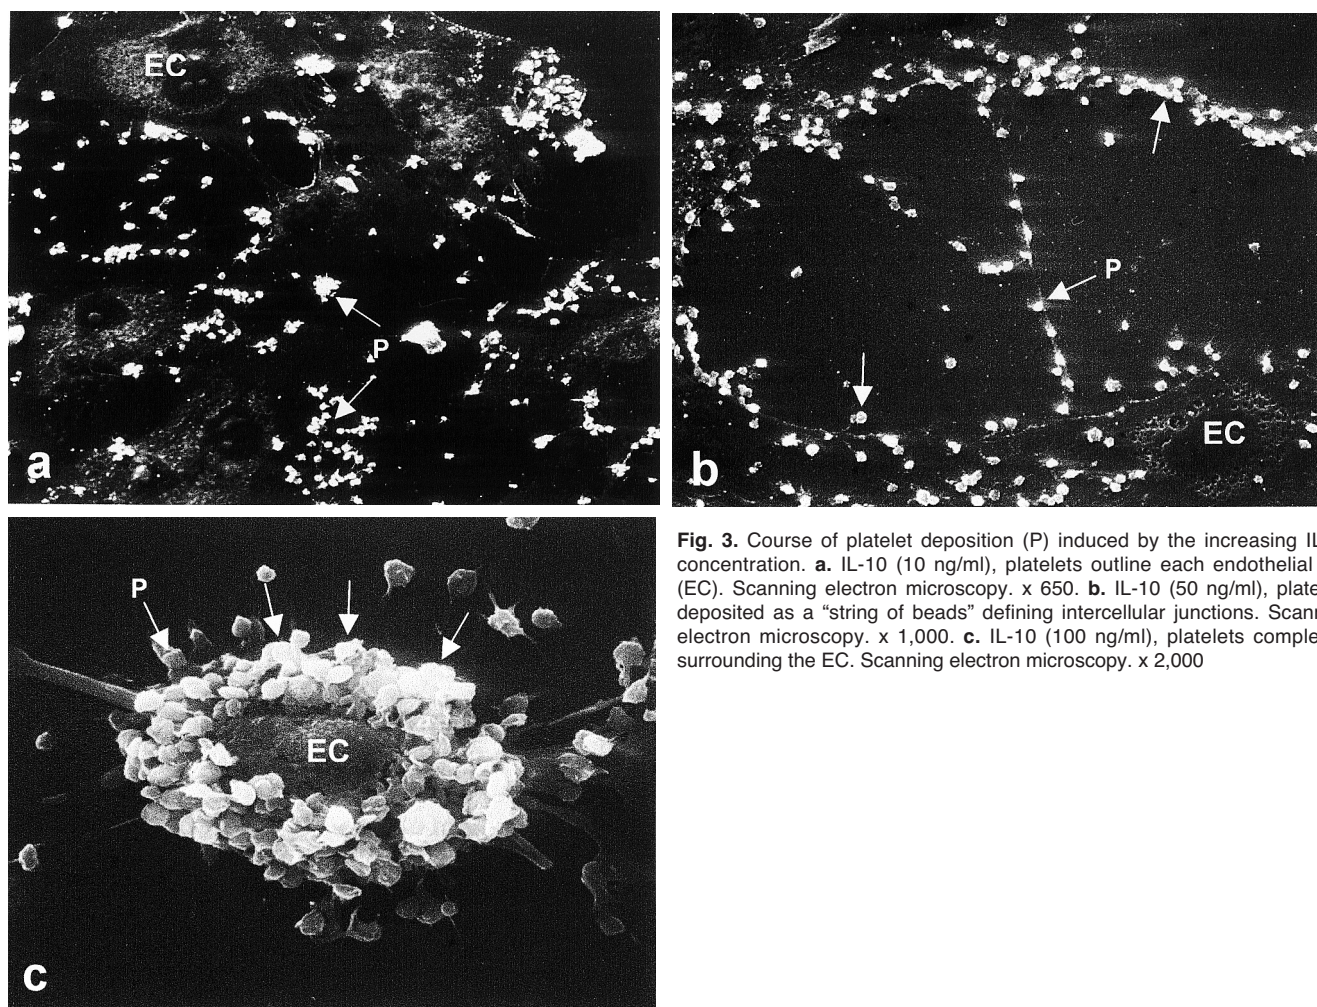 EC
P
a
P
EC
b
P
EC
c
Fig. 3. Course of platelet deposition (P) induced by the increasing IL
concentration. a. IL-10 (10 ng/ml), platelets outline each endothelial
(EC). Scanning electron microscopy. x 650. b. IL-10 (50 ng/ml), plate
deposited as a “string of beads” defining intercellular junctions. Scann
electron microscopy. x 1,000. c. IL-10 (100 ng/ml), platelets comple
surrounding the EC. Scanning electron microscopy. x 2,000